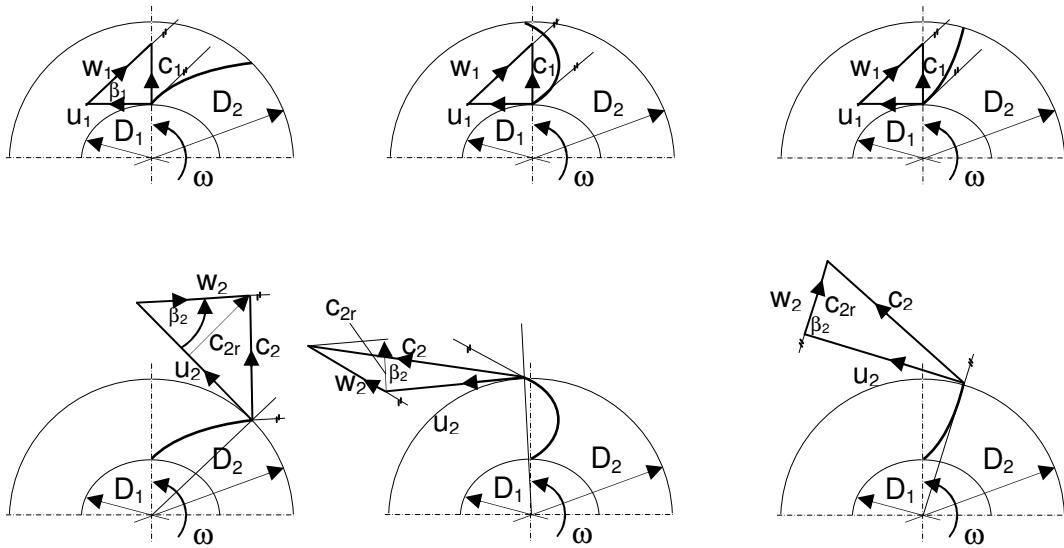 w₁ c₁ β₁ u₁ D₁ D₂ ω
w₁ c₁ u₁ D₁ D₂ ω
w₁ c₁ u₁ D₁ D₂ ω
w₂ β₂ c₂ᵣ c₂ u₂ D₁ D₂ ω
c₂ᵣ c₂ w₂ β₂ u₂ D₁ D₂ ω
w₂ c₂ᵣ c₂ β₂ u₂ D₁ D₂ ω